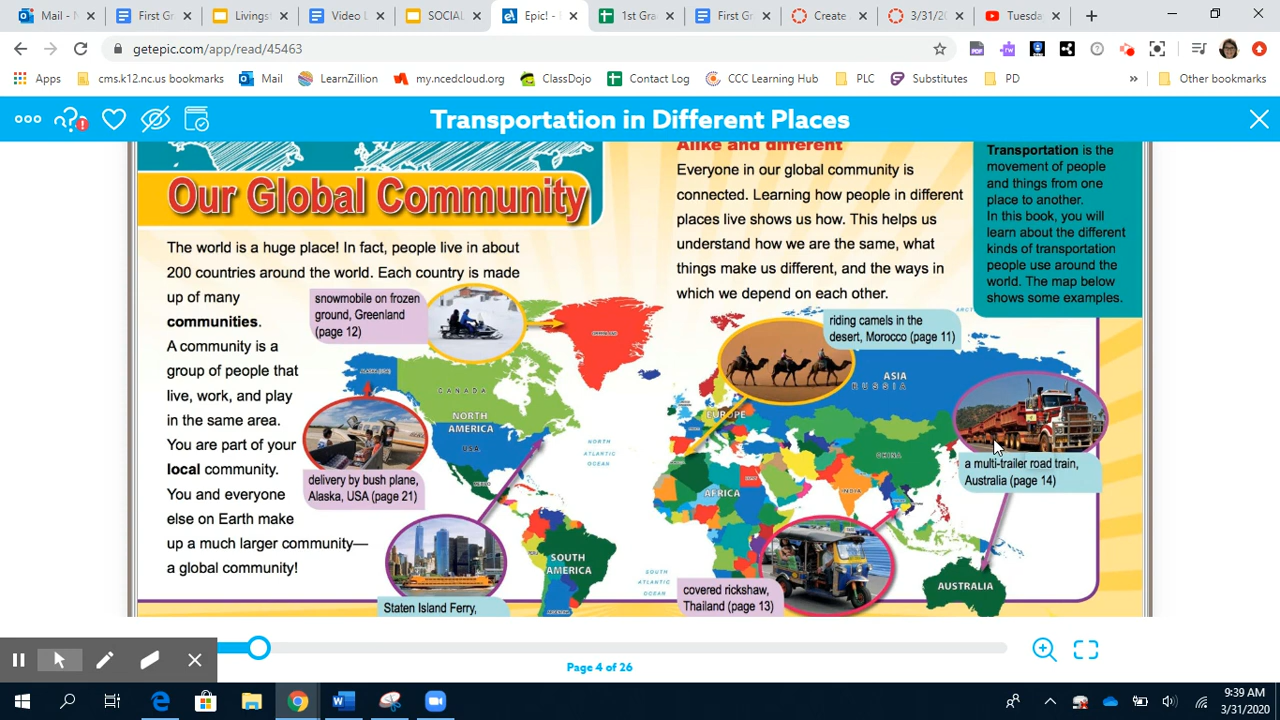 Mail - N
First Gr
Livings
Video L
SOCIAL
Epic! - E
1st Gre
First Gr
Create
3/31/2
Tuesda
getepic.com/app/read/45463
Apps
cms.k12.nc.us bookmarks
Mail
LearnZillion
my.ncedcloud.org
ClassDojo
Contact Log
CCC Learning Hub
PLC
Substitutes
PD
»
Other bookmarks
Transportation in Different Places
Our Global Community
The world is a huge place! In fact, people live in about
200 countries around the world. Each country is made
up of many
communities.
A community is a
group of people that
live, work, and play
in the same area.
You are part of your
local community.
You and everyone
else on Earth make
up a much larger community—
a global community!
Alike and different
Everyone in our global community is
connected. Learning how people in different
places live shows us how. This helps us
understand how we are the same, what
things make us different, and the ways in
which we depend on each other.
Transportation is the
movement of people
and things from one
place to another.
In this book, you will
learn about the different
kinds of transportation
people use around the
world. The map below
shows some examples.
snowmobile on frozen
ground, Greenland
(page 12)
riding camels in the
desert, Morocco (page 11)
delivery by bush plane,
Alaska, USA (page 21)
a multi-trailer road train,
Australia (page 14)
Staten Island Ferry,
covered rickshaw,
Thailand (page 13)
CANADA
NORTH
AMERICA
USA
NORTH
ATLANTIC
OCEAN
SOUTH
AMERICA
SOUTH
ATLANTIC
OCEAN
EUROPE
AFRICA
ASIA
RUSSIA
CHINA
INDIA
AUSTRALIA
Page 4 of 26
9:39 AM
3/31/2020